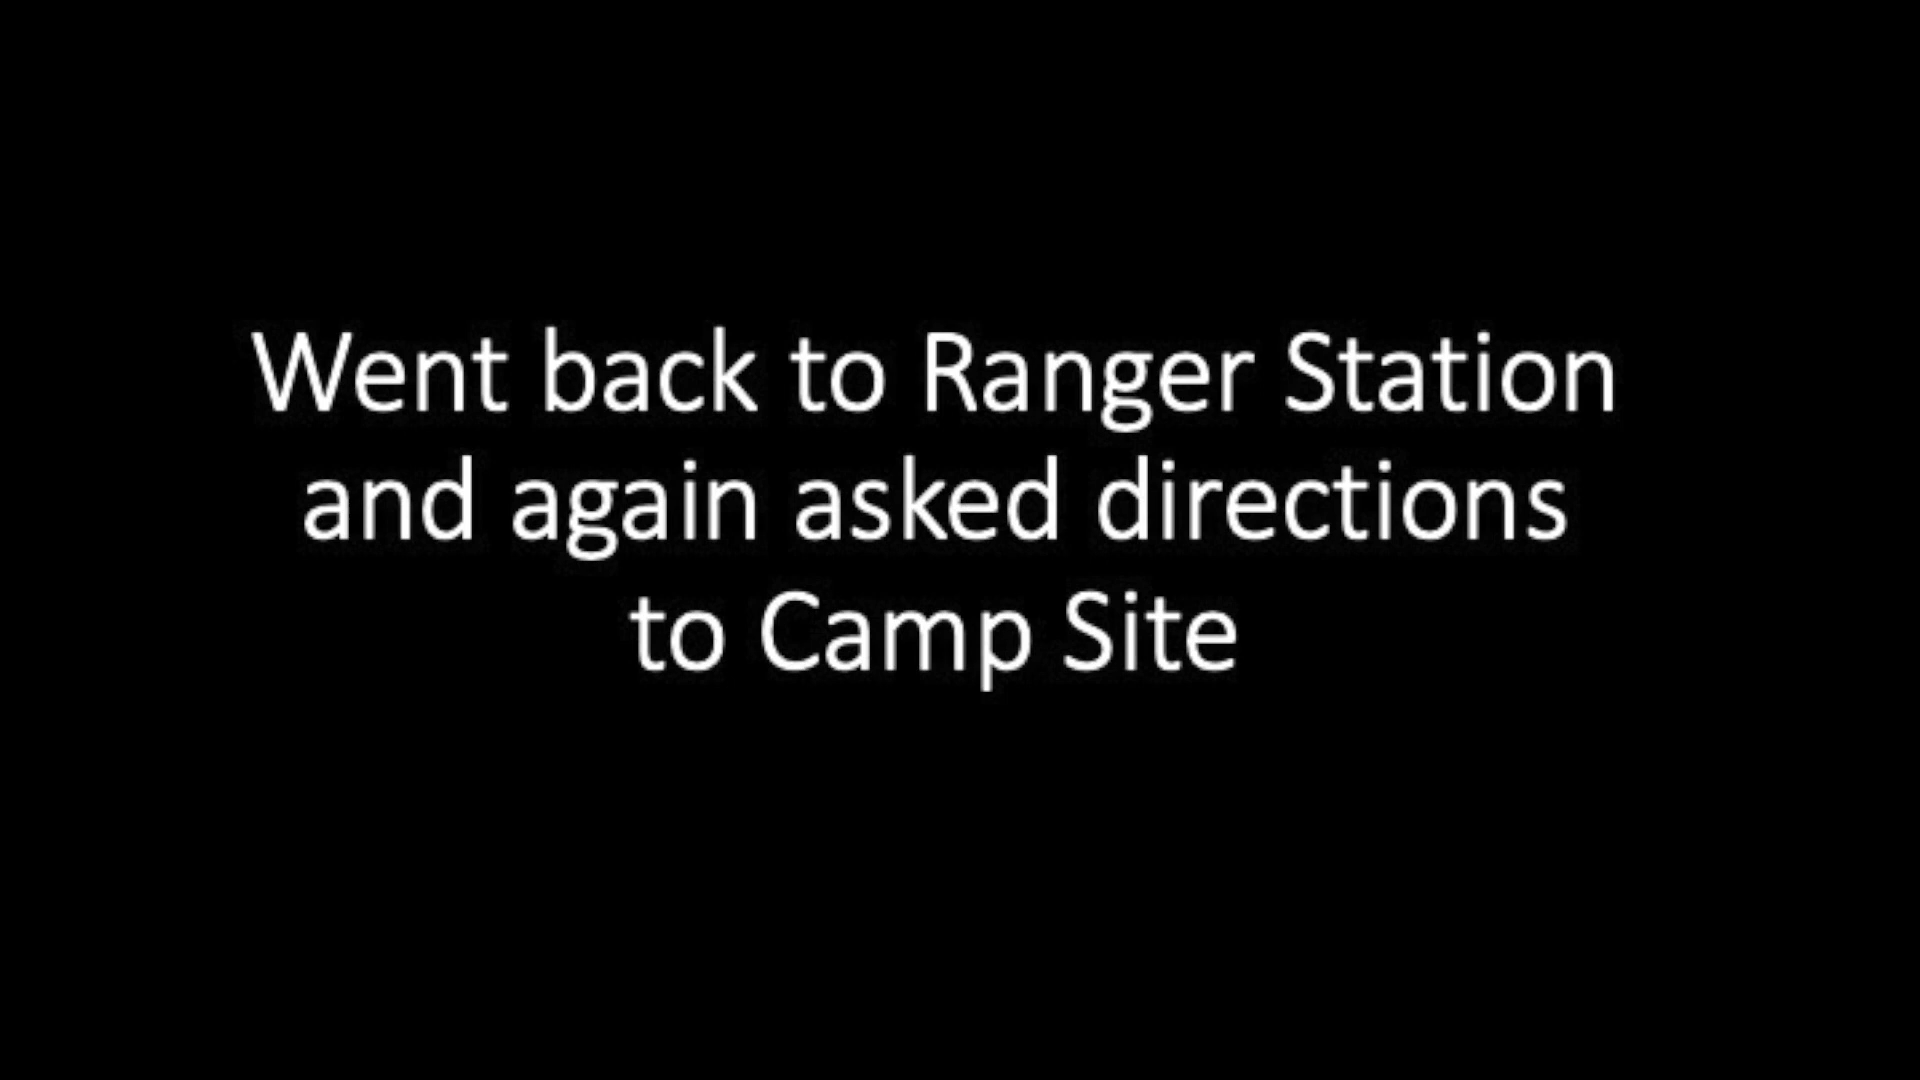 Went back to Ranger Station
and again asked directions
to Camp Site